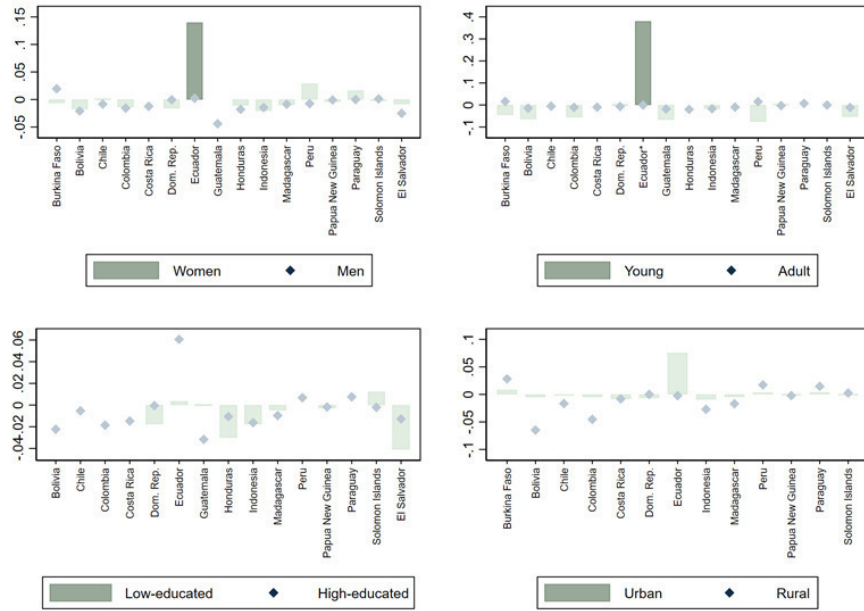 .15
.1
.05
0
-.05
Burkina Faso
Bolivia
Chile
Colombia
Costa Rica
Dom. Rep.
Ecuador
Guatemala
Honduras
Indonesia
Madagascar
Peru
Papua New Guinea
Paraguay
Solomon Islands
El Salvador
Women
Men
.4
.3
.2
.1
0
-.1
Burkina Faso
Bolivia
Chile
Colombia
Costa Rica
Dom. Rep.
Ecuador*
Guatemala
Honduras
Indonesia
Madagascar
Peru
Papua New Guinea
Paraguay
Solomon Islands
El Salvador
Young
Adult
.06
.04
.02
0
-.02
-.04
Bolivia
Chile
Colombia
Costa Rica
Dom. Rep.
Ecuador
Guatemala
Honduras
Indonesia
Madagascar
Peru
Papua New Guinea
Paraguay
Solomon Islands
El Salvador
Low-educated
High-educated
.1
.05
0
-.05
-.1
Burkina Faso
Bolivia
Chile
Colombia
Costa Rica
Dom. Rep.
Ecuador
Indonesia
Madagascar
Peru
Papua New Guinea
Paraguay
Solomon Islands
Urban
Rural